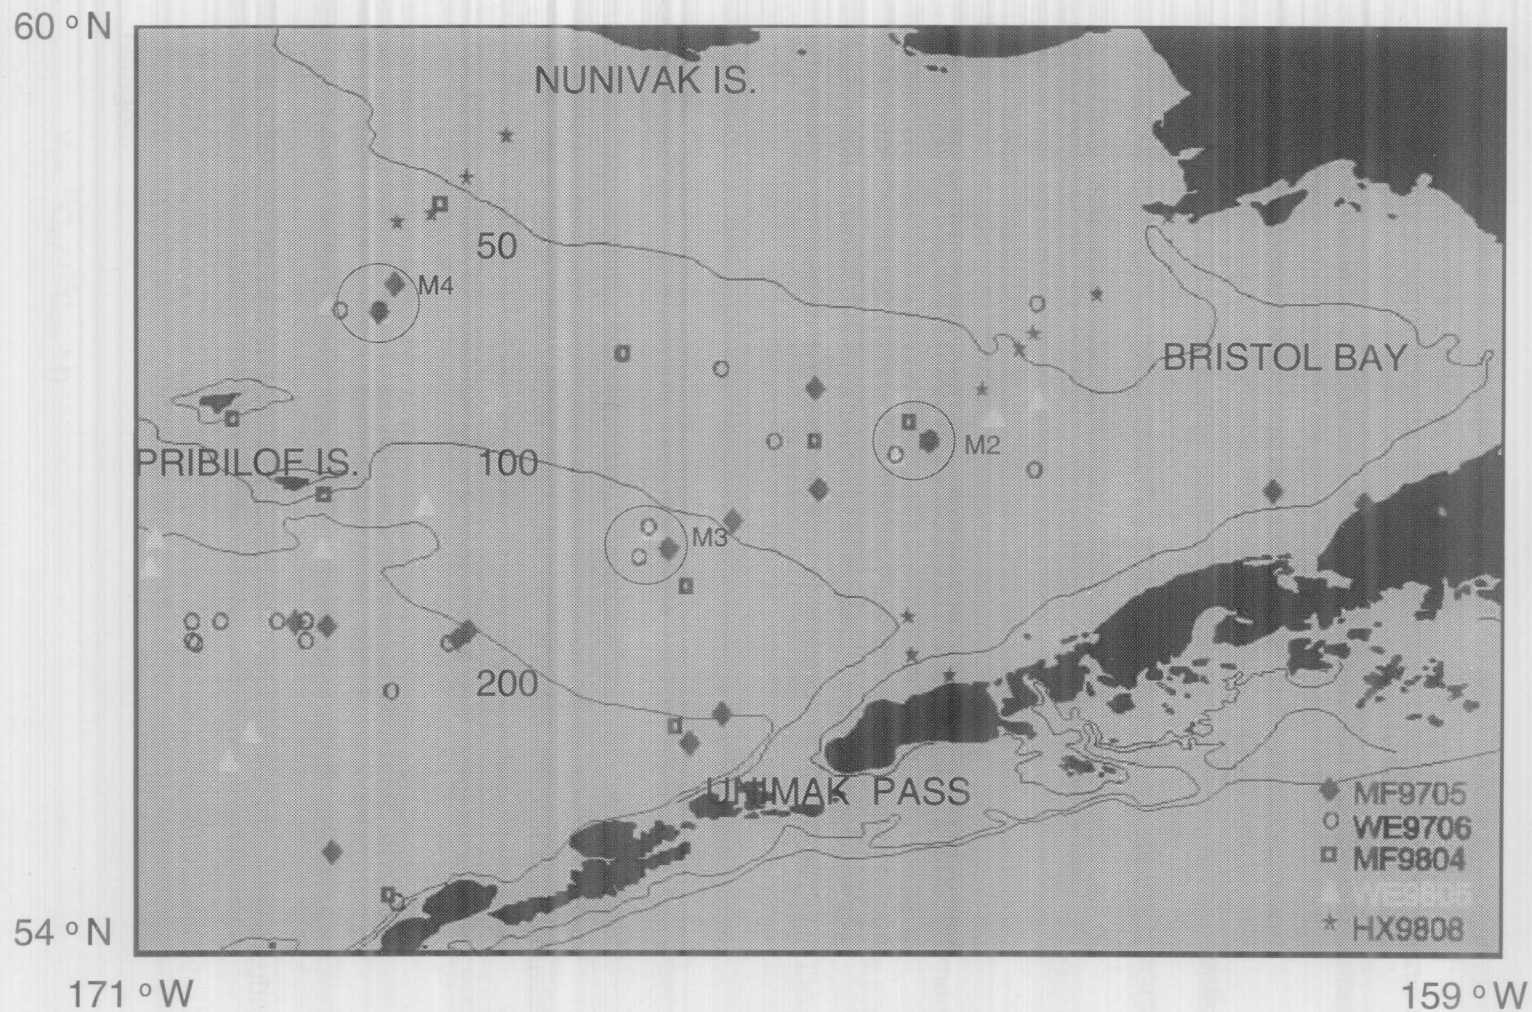 60 °N
NUNIVAK IS.
50
M4
BRISTOL BAY
M2
PRIBILOF IS.
100
M3
200
UNIMAK PASS
MF9705
WE9706
MF9804
WE9805
HX9808
54 °N
171 °W
159 °W